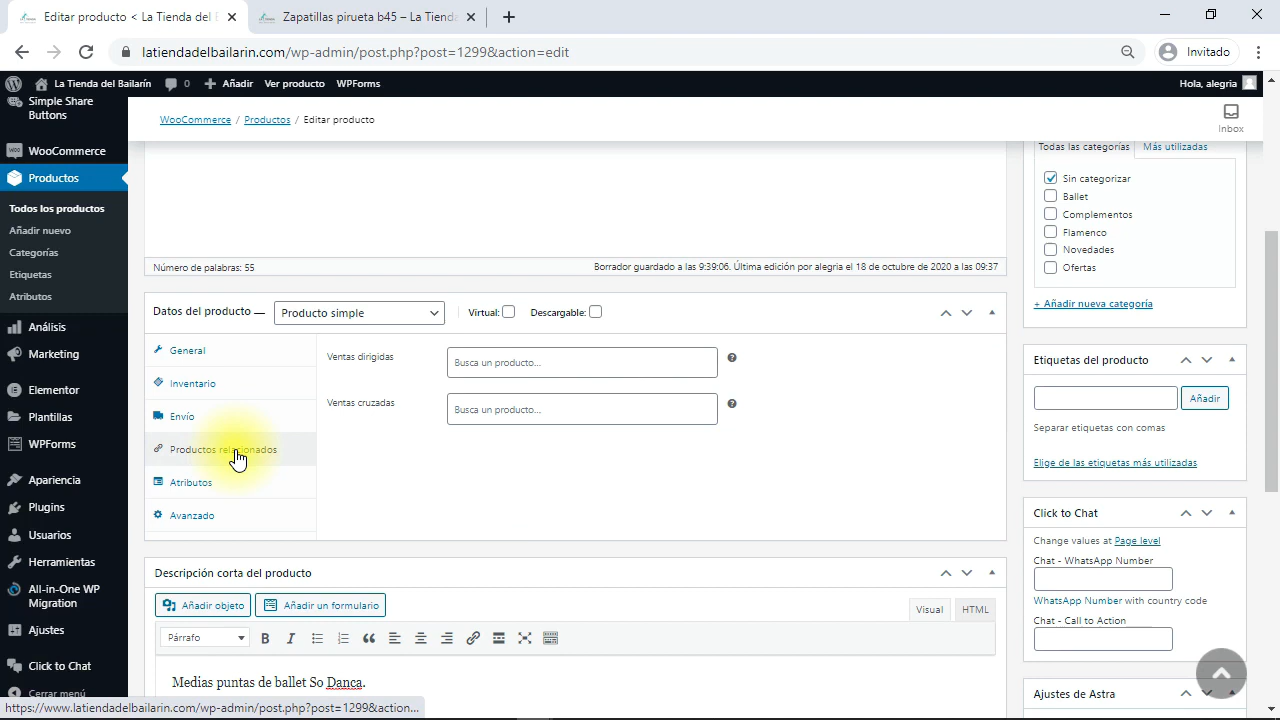 Editar producto < La Tienda del
Zapatillas pirueta b45 – La Tienda
latiendadelbailarin.com/wp-admin/post.php?post=1299&action=edit
Invitado
La Tienda del Bailarín
0
Añadir
Ver producto
WPForms
Hola, alegria
Simple Share
Buttons
WooCommerce
Productos
Todos los productos
Añadir nuevo
Categorías
Etiquetas
Atributos
Análisis
Marketing
Elementor
Plantillas
WPForms
Apariencia
Plugins
Usuarios
Herramientas
All-in-One WP
Migration
Ajustes
Click to Chat
Cerrar menú
WooCommerce / Productos / Editar producto
Inbox
Número de palabras: 55
Borrador guardado a las 9:39:06. Última edición por alegria el 18 de octubre de 2020 a las 09:37
Datos del producto —
Producto simple
Virtual:
Descargable:
General
Inventario
Envío
Productos relacionados
Atributos
Avanzado
Ventas dirigidas
Busca un producto...
Ventas cruzadas
Busca un producto...
Descripción corta del producto
Añadir objeto
Añadir un formulario
Visual
HTML
Párrafo
Medias puntas de ballet So Danca.
Todas las categorías
Más utilizadas
Sin categorizar
Ballet
Complementos
Flamenco
Novedades
Ofertas
+ Añadir nueva categoría
Etiquetas del producto
Añadir
Separar etiquetas con comas
Elige de las etiquetas más utilizadas
Click to Chat
Change values at Page level
Chat - WhatsApp Number
WhatsApp Number with country code
Chat - Call to Action
Ajustes de Astra
https://www.latiendadelbailarin.com/wp-admin/post.php?post=1299&action...